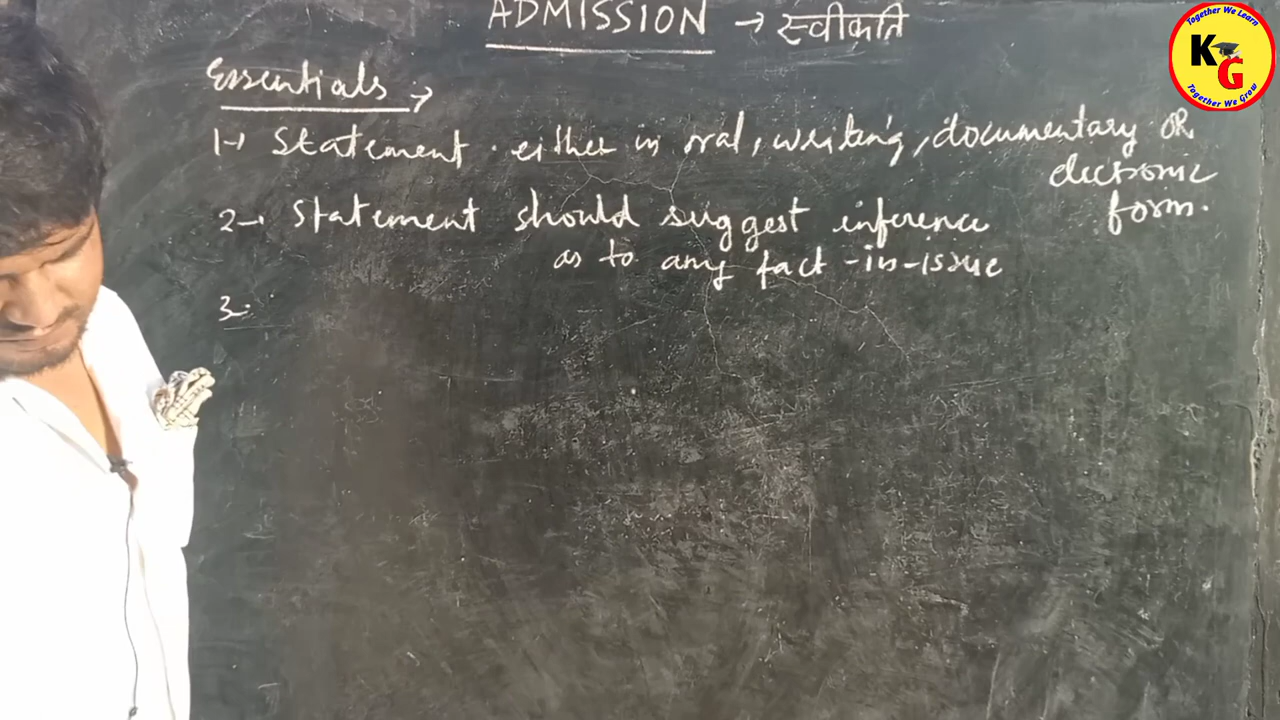 ADMISSION → स्वीकृति
Essentials →
1→ Statement. either in oral, writing, documentary OR
electronic
form.
2→ Statement should suggest inference
as to any fact-in-issue
3-
Together We Learn
KG
Together We Grow